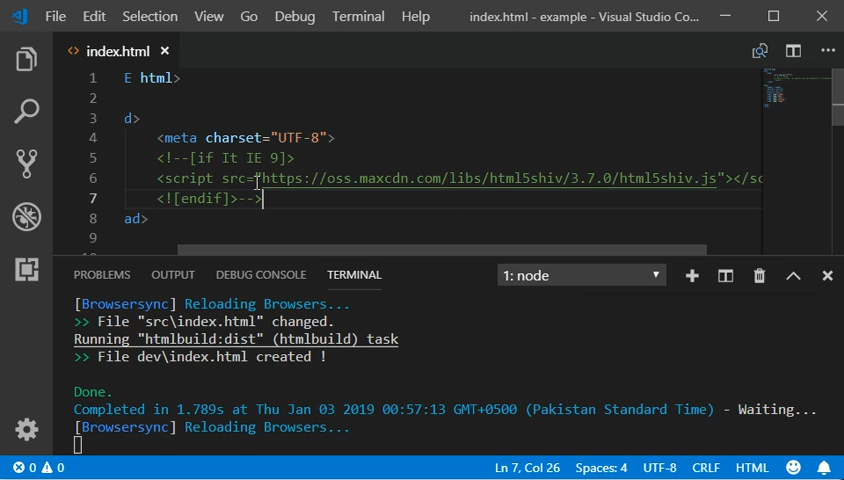 File Edit Selection View Go Debug Terminal Help index.html - example - Visual Studio Co...
<> index.html ×
1 E html>
2
3 d>
4 <meta charset="UTF-8">
5 <!--[if It IE 9]>
6 <script src="https://oss.maxcdn.com/libs/html5shiv/3.7.0/html5shiv.js"></sc
7 <![endif]>-->
8 ad>
9
PROBLEMS OUTPUT DEBUG CONSOLE TERMINAL 1: node
[Browsersync] Reloading Browsers...
>> File "src\index.html" changed.
Running "htmlbuild:dist" (htmlbuild) task
>> File dev\index.html created !
Done.
Completed in 1.789s at Thu Jan 03 2019 00:57:13 GMT+0500 (Pakistan Standard Time) - Waiting...
[Browsersync] Reloading Browsers...
0 0 Ln 7, Col 26 Spaces: 4 UTF-8 CRLF HTML